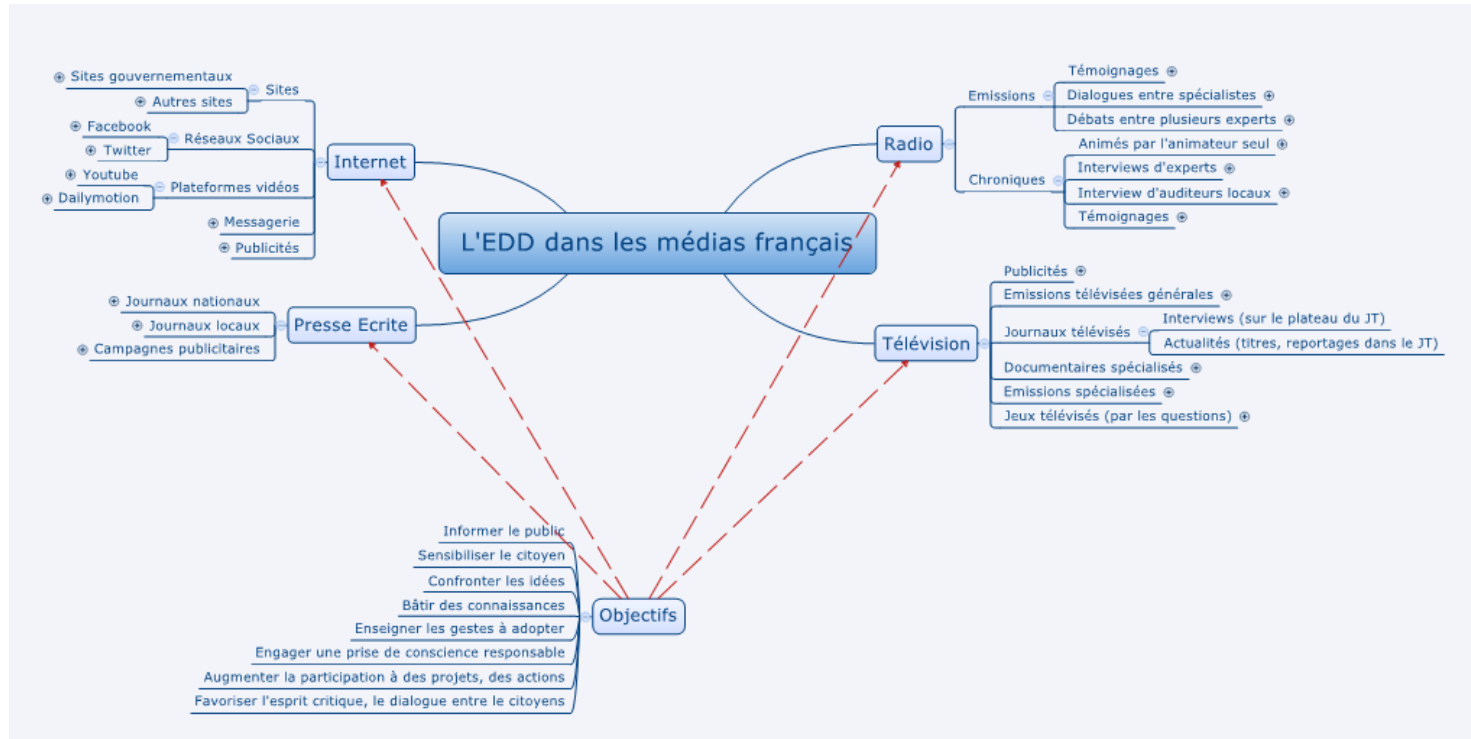 L'EDD dans les médias français
Internet
Sites
Sites gouvernementaux
Autres sites
Réseaux Sociaux
Facebook
Twitter
Plateformes vidéos
Youtube
Dailymotion
Messagerie
Publicités
Presse Ecrite
Journaux nationaux
Journaux locaux
Campagnes publicitaires
Radio
Emissions
Témoignages
Dialogues entre spécialistes
Débats entre plusieurs experts
Chroniques
Animés par l'animateur seul
Interviews d'experts
Interview d'auditeurs locaux
Témoignages
Télévision
Publicités
Emissions télévisées générales
Journaux télévisés
Interviews (sur le plateau du JT)
Actualités (titres, reportages dans le JT)
Documentaires spécialisés
Emissions spécialisées
Jeux télévisés (par les questions)
Objectifs
Informer le public
Sensibiliser le citoyen
Confronter les idées
Bâtir des connaissances
Enseigner les gestes à adopter
Engager une prise de conscience responsable
Augmenter la participation à des projets, des actions
Favoriser l'esprit critique, le dialogue entre le citoyens